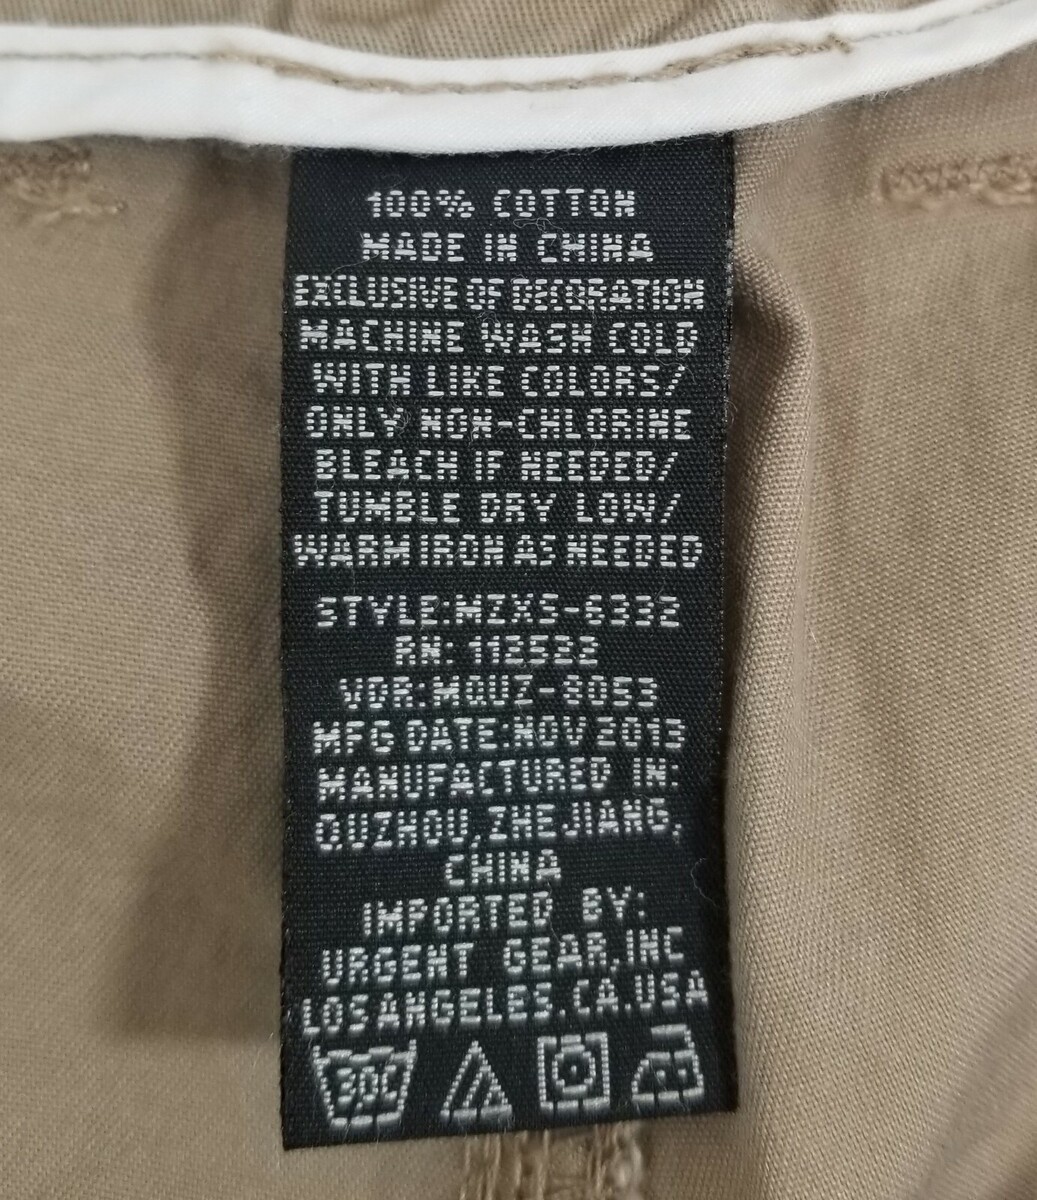 100% COTTON
MADE IN CHINA
EXCLUSIVE OF DECORATION
MACHINE WASH COLD
WITH LIKE COLORS/
ONLY NON-CHLORINE
BLEACH IF NEEDED/
TUMBLE DRY LOW/
WARM IRON AS NEEDED
STYLE:MZXS-6332
RN: 112522
VDR:MQUZ-8053
MFG DATE:NOV 2013
MANUFACTURED IN:
QUZHOU,ZHEJIANG,
CHINA
IMPORTED BY:
URGENT GEAR,INC
LOS ANGELES.CA.USA
30C